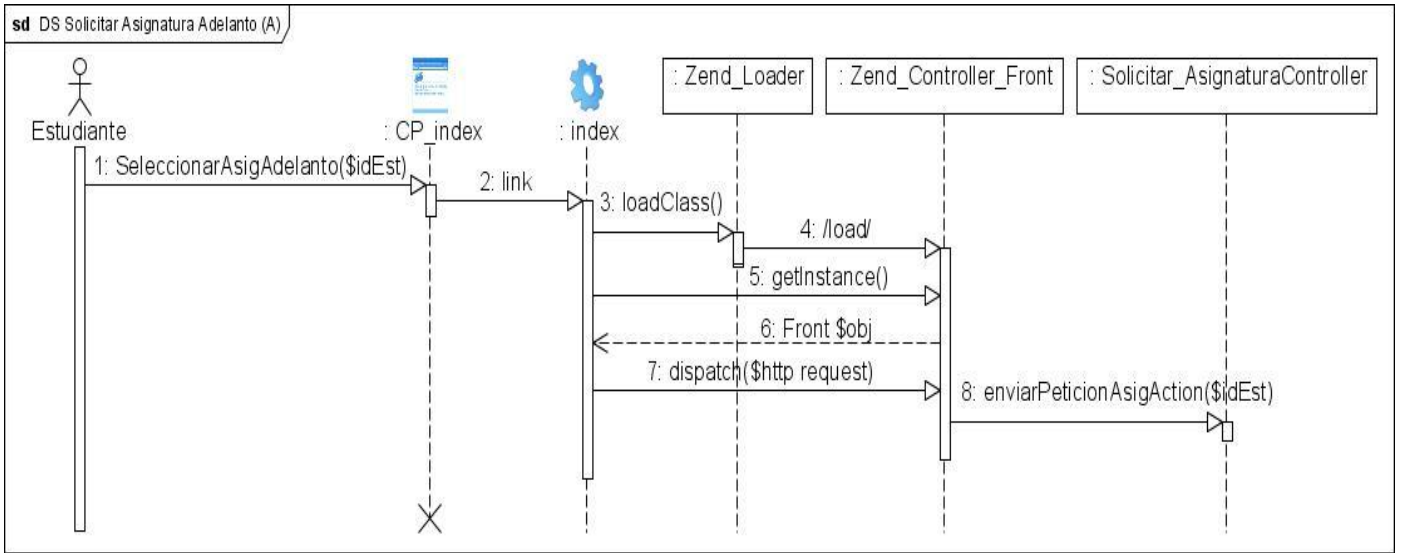 sd DS Solicitar Asignatura Adelanto (A)
: Zend_Loader
: Zend_Controller_Front
: Solicitar_AsignaturaController
Estudiante
: CP_index
: index
1: SeleccionarAsigAdelanto($idEst)
2: link
3: loadClass()
4: /load/
5: getInstance()
6: Front $obj
7: dispatch($http request)
8: enviarPeticionAsigAction($idEst)